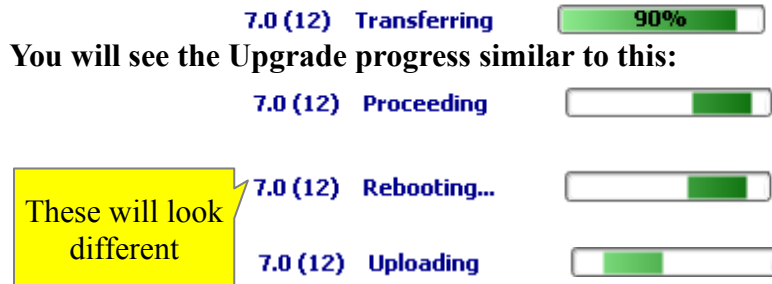 7.0 (12) Transferring 90%
You will see the Upgrade progress similar to this:
7.0 (12) Proceeding
7.0 (12) Rebooting...
These will look
different
7.0 (12) Uploading